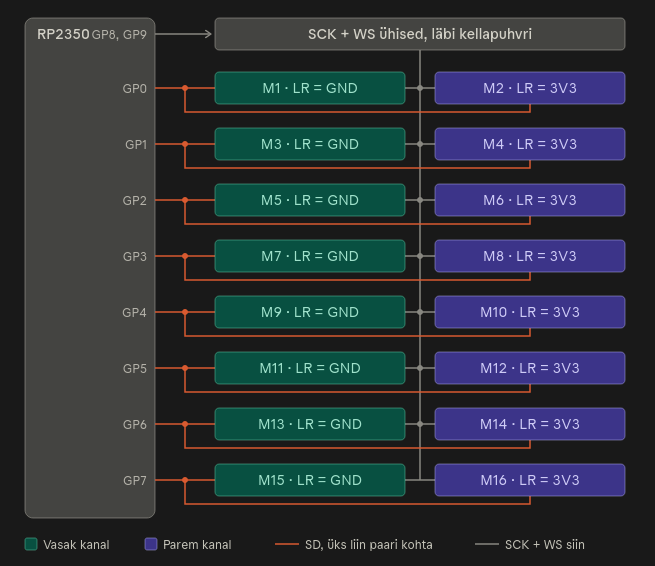 RP2350 GP8, GP9
SCK + WS ühised, läbi kellapuhvri
GP0 M1 · LR = GND M2 · LR = 3V3
GP1 M3 · LR = GND M4 · LR = 3V3
GP2 M5 · LR = GND M6 · LR = 3V3
GP3 M7 · LR = GND M8 · LR = 3V3
GP4 M9 · LR = GND M10 · LR = 3V3
GP5 M11 · LR = GND M12 · LR = 3V3
GP6 M13 · LR = GND M14 · LR = 3V3
GP7 M15 · LR = GND M16 · LR = 3V3
Vasak kanal Parem kanal SD, üks liin paari kohta SCK + WS siin